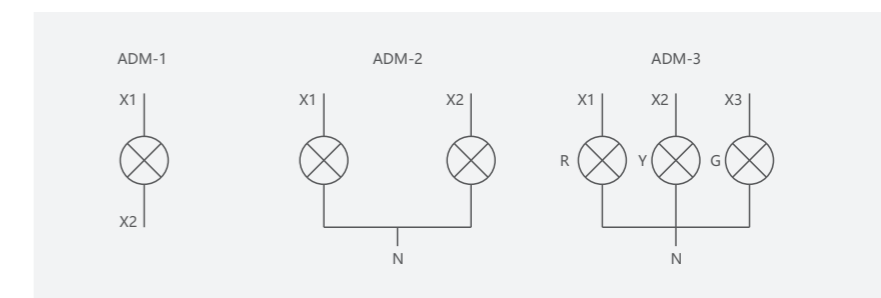 ADM-1 ADM-2 ADM-3
X1 X1 X2 X1 X2 X3
R Y G
X2
N N